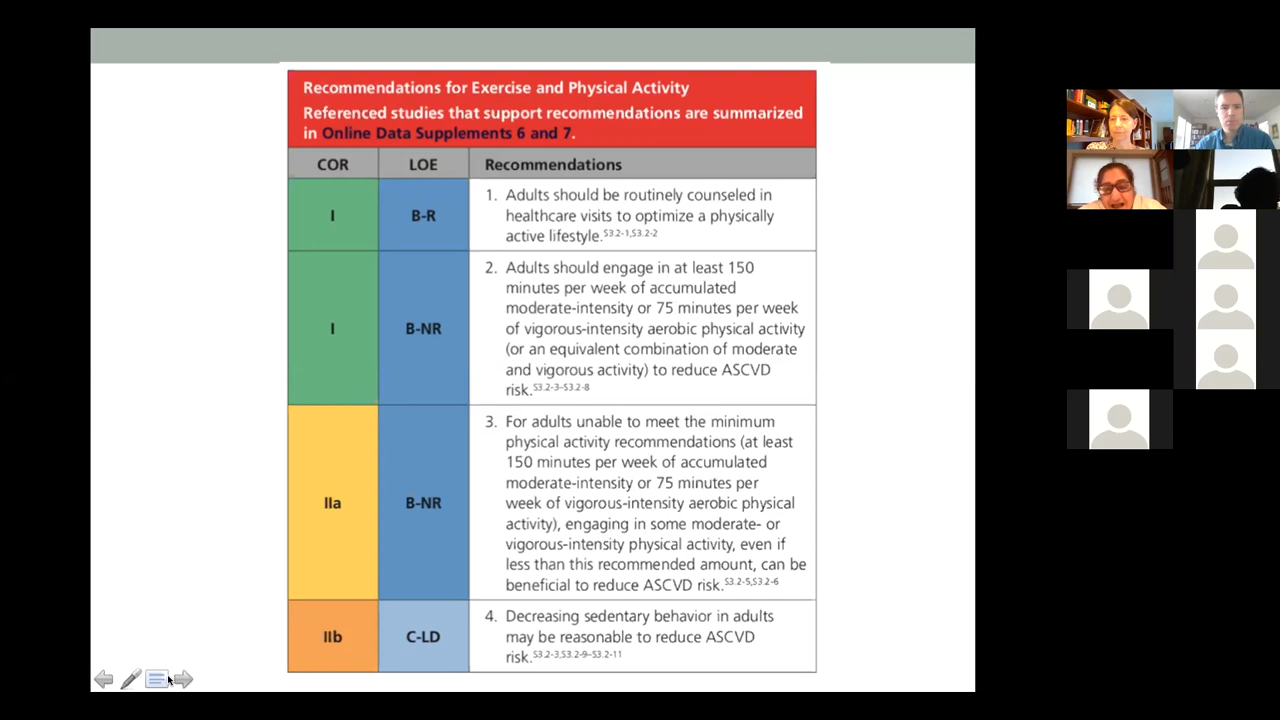 Recommendations for Exercise and Physical Activity
Referenced studies that support recommendations are summarized
in Online Data Supplements 6 and 7.
COR LOE Recommendations
I B-R 1. Adults should be routinely counseled in
healthcare visits to optimize a physically
active lifestyle.S3.2-1,S3.2-2
I B-NR 2. Adults should engage in at least 150
minutes per week of accumulated
moderate-intensity or 75 minutes per week
of vigorous-intensity aerobic physical activity
(or an equivalent combination of moderate
and vigorous activity) to reduce ASCVD
risk.S3.2-3–S3.2-8
IIa B-NR 3. For adults unable to meet the minimum
physical activity recommendations (at least
150 minutes per week of accumulated
moderate-intensity or 75 minutes per
week of vigorous-intensity aerobic physical
activity), engaging in some moderate- or
vigorous-intensity physical activity, even if
less than this recommended amount, can be
beneficial to reduce ASCVD risk.S3.2-5,S3.2-6
IIb C-LD 4. Decreasing sedentary behavior in adults
may be reasonable to reduce ASCVD
risk.S3.2-3,S3.2-9–S3.2-11